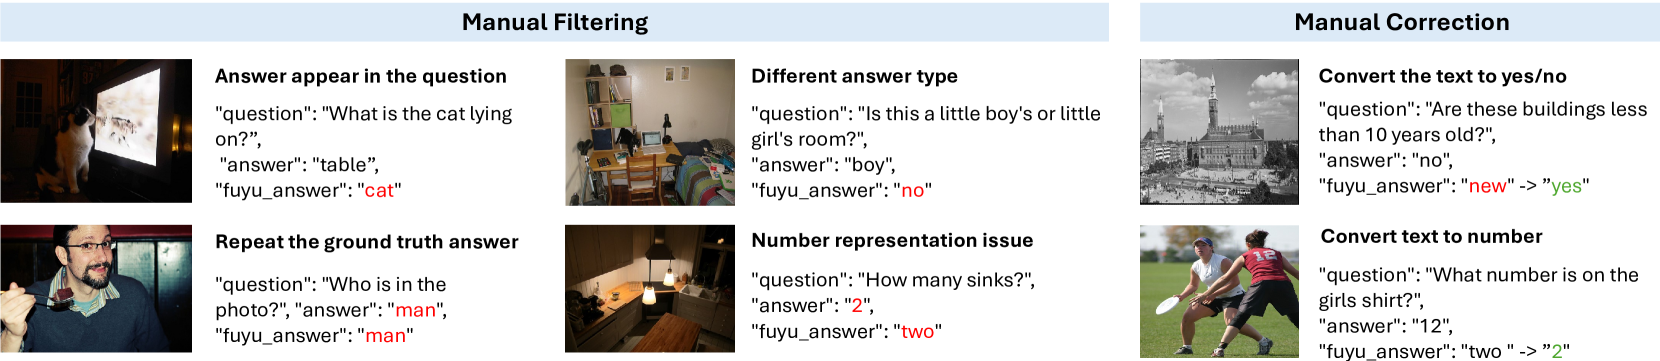 Manual Filtering
Answer appear in the question
"question": "What is the cat lying
on?”,
"answer": "table”,
"fuyu_answer": "cat"
Different answer type
"question": "Is this a little boy's or little
girl's room?",
"answer": "boy",
"fuyu_answer": "no"
Repeat the ground truth answer
"question": "Who is in the
photo?", "answer": "man",
"fuyu_answer": "man"
Number representation issue
"question": "How many sinks?",
"answer": "2",
"fuyu_answer": "two"
Manual Correction
Convert the text to yes/no
"question": "Are these buildings less
than 10 years old?",
"answer": "no",
"fuyu_answer": "new" -> ”yes"
Convert text to number
"question": "What number is on the
girls shirt?",
"answer": "12",
"fuyu_answer": "two " -> ”2"
12